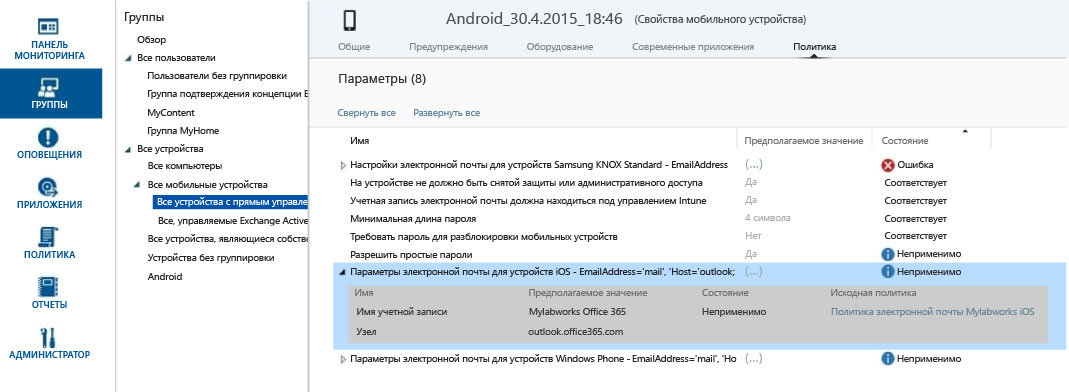 ПАНЕЛЬ
МОНИТОРИНГА
ГРУППЫ
ОПОВЕЩЕНИЯ
ПРИЛОЖЕНИЯ
ПОЛИТИКА
ОТЧЕТЫ
АДМИНИСТРАТОР
Группы
Обзор
Все пользователи
Пользователи без группировки
Группа подтверждения концепции E
MyContent
Группа MyHome
Все устройства
Все компьютеры
Все мобильные устройства
Все устройства с прямым управле
Все, управляемые Exchange Active
Все устройства, являющиеся собстве
Устройства без группировки
Android
Android_30.4.2015_18:46 (Свойства мобильного устройства)
Общие Предупреждения Оборудование Современные приложения Политика
Параметры (8)
Свернуть все Развернуть все
Имя Предполагаемое значение Состояние
Настройки электронной почты для устройств Samsung KNOX Standard - EmailAddress (...) Ошибка
На устройстве не должно быть снятой защиты или административного доступа Да Соответствует
Учетная запись электронной почты должна находиться под управлением Intune Да Соответствует
Минимальная длина пароля 4 символа Соответствует
Требовать пароль для разблокировки мобильных устройств Нет Соответствует
Разрешить простые пароли Да Неприменимо
Параметры электронной почты для устройств iOS - EmailAddress='mail', 'Host='outlook; (...) Неприменимо
Имя Предполагаемое значение Состояние Исходная политика
Имя учетной записи Mylabworks Office 365 Неприменимо Политика электронной почты Mylabworks iOS
Узел outlook.office365.com
Параметры электронной почты для устройств Windows Phone - EmailAddress='mail', 'Ho (...) Неприменимо